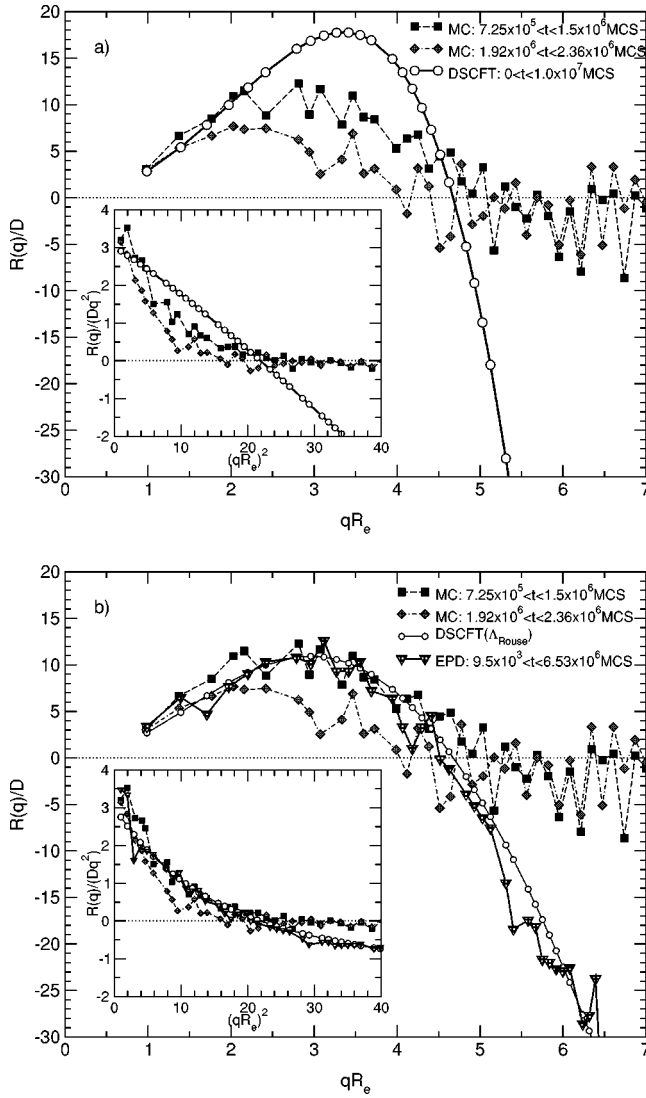 a)
MC: 7.25x10⁵<t<1.5x10⁶MCS
MC: 1.92x10⁶<t<2.36x10⁶MCS
DSCFT: 0<t<1.0x10⁷MCS
R(q)/D
20
15
10
5
0
-5
-10
-15
-20
-25
-30
R(q)/(Dq²)
4
3
2
1
0
-1
-2
0 10 20 30 40
(qRₑ)²
0 1 2 3 4 5 6 7
qRₑ
b)
MC: 7.25x10⁵<t<1.5x10⁶MCS
MC: 1.92x10⁶<t<2.36x10⁶MCS
DSCFT(Λ_Rouse)
EPD: 9.5x10³<t<6.53x10⁶MCS
R(q)/D
20
15
10
5
0
-5
-10
-15
-20
-25
-30
R(q)/(Dq²)
4
3
2
1
0
-1
-2
0 10 20 30 40
(qRₑ)²
0 1 2 3 4 5 6 7
qRₑ